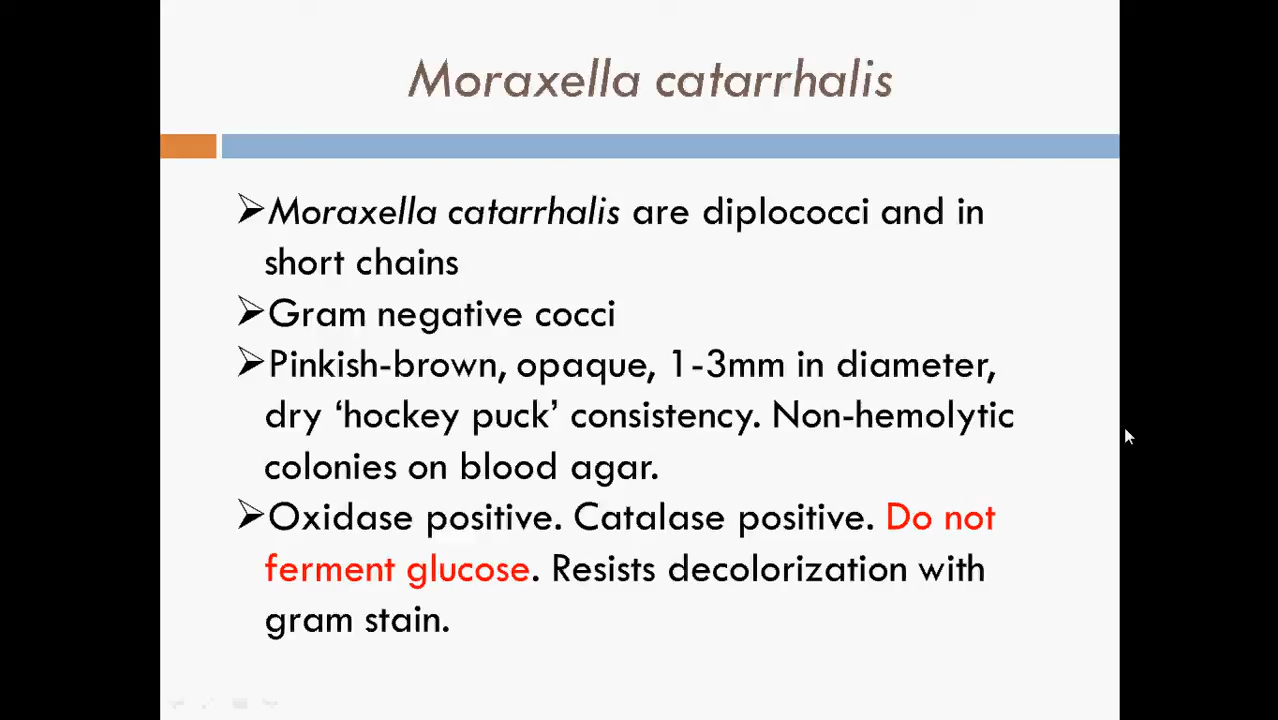 Moraxella catarrhalis
➢Moraxella catarrhalis are diplococci and in
short chains
➢Gram negative cocci
➢Pinkish-brown, opaque, 1-3mm in diameter,
dry ‘hockey puck’ consistency. Non-hemolytic
colonies on blood agar.
➢Oxidase positive. Catalase positive. Do not
ferment glucose. Resists decolorization with
gram stain.